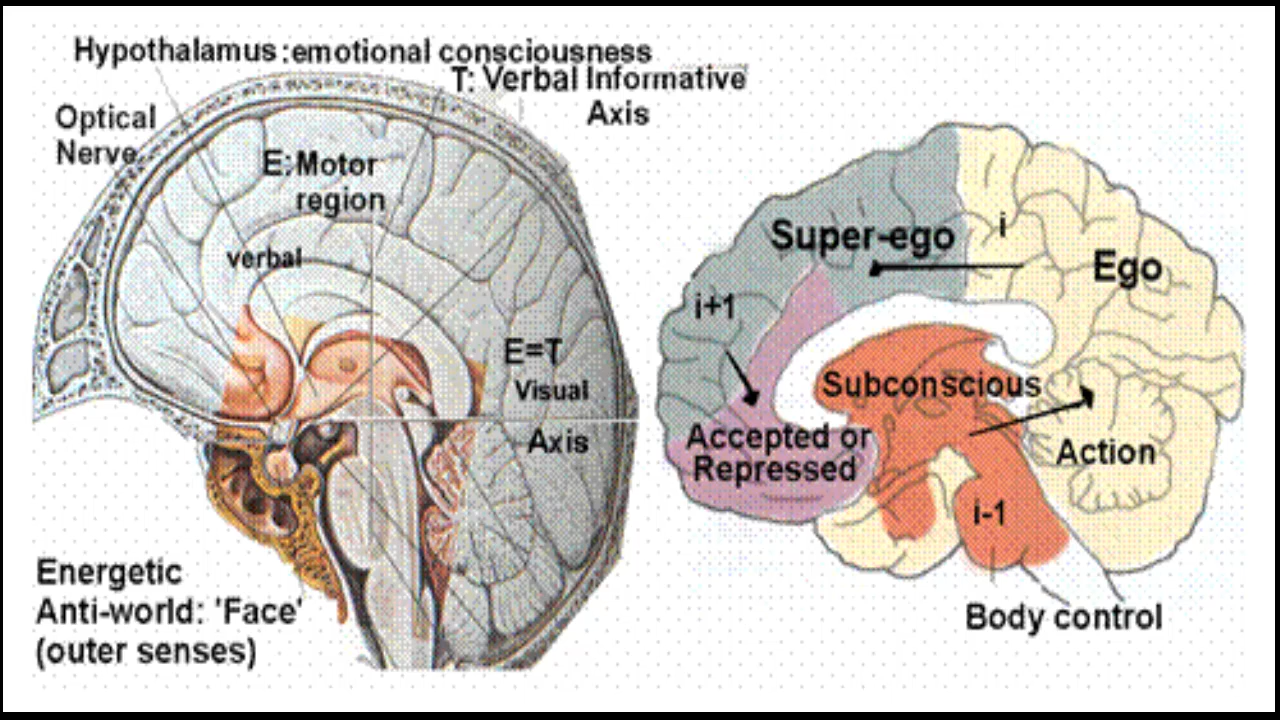 Hypothalamus:emotional consciousness
T: Verbal Informative
Axis
Optical
Nerve
E:Motor
region
verbal
E=T
Visual
Axis
Energetic
Anti-world: 'Face'
(outer senses)
Super-ego
i
Ego
i+1
Subconscious
Accepted or
Repressed
Action
i-1
Body control